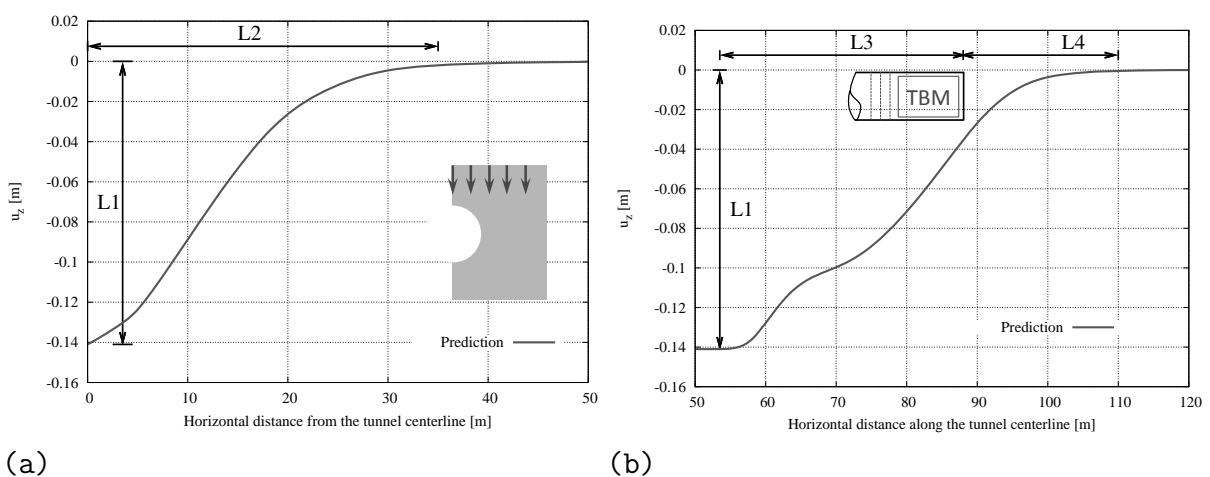 0.02
0
-0.02
-0.04
-0.06
-0.08
-0.1
-0.12
-0.14
-0.16
u_z [m]
L2
L1
Prediction
0 10 20 30 40 50
Horizontal distance from the tunnel centerline [m]
(a)
0.02
0
-0.02
-0.04
-0.06
-0.08
-0.1
-0.12
-0.14
-0.16
u_z [m]
L3 L4
TBM
L1
Prediction
50 60 70 80 90 100 110 120
Horizontal distance along the tunnel centerline [m]
(b)